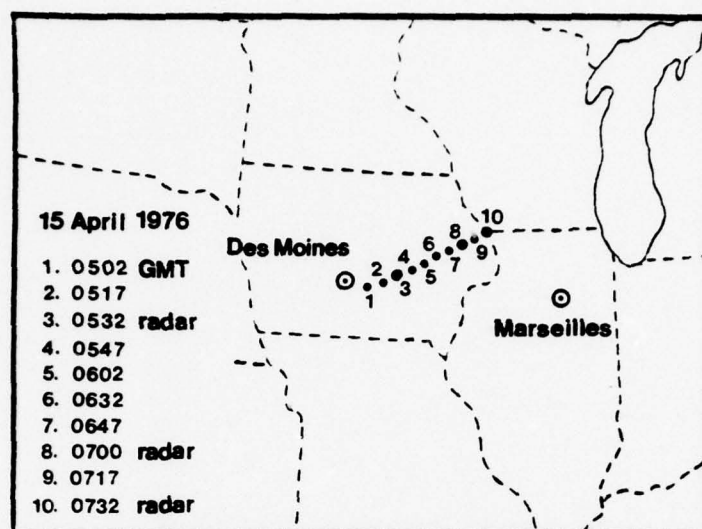 15 April 1976
1. 0502 GMT
2. 0517
3. 0532 radar
4. 0547
5. 0602
6. 0632
7. 0647
8. 0700 radar
9. 0717
10. 0732 radar
Des Moines
1
2
3
4
5
6
7
8
9
10
Marseilles